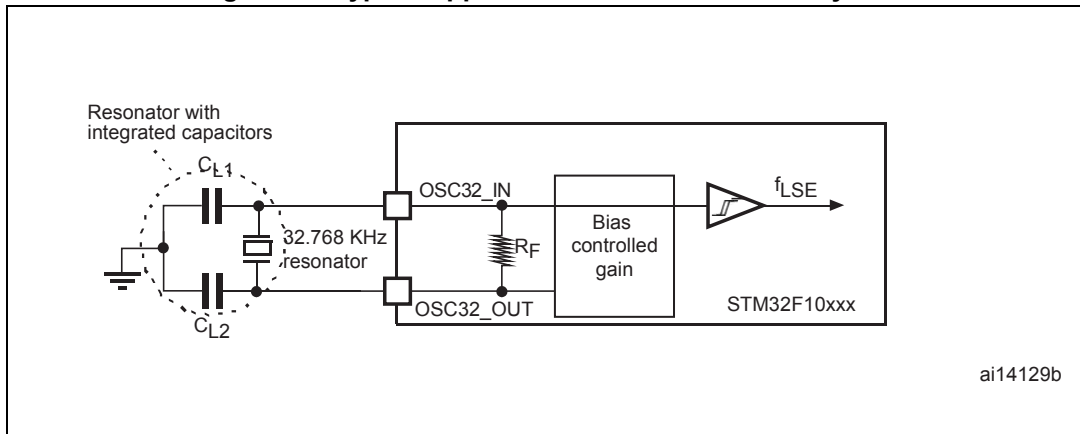 Resonator with
integrated capacitors
CL1
OSC32_IN
fLSE
32.768 KHz
resonator
RF
Bias
controlled
gain
OSC32_OUT
STM32F10xxx
CL2
ai14129b